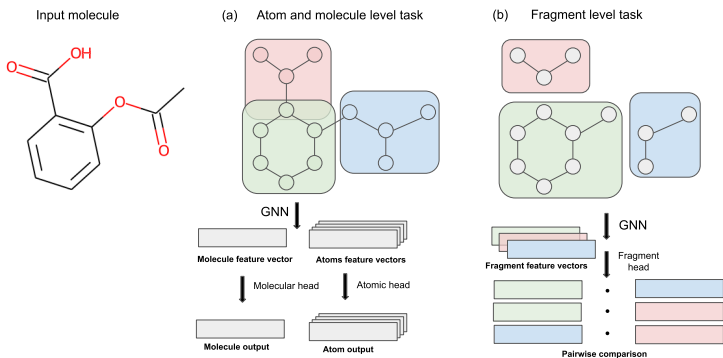 Input molecule
(a) Atom and molecule level task
(b) Fragment level task
O
OH
O
O
GNN
Molecule feature vector
Atoms feature vectors
Molecular head
Atomic head
Molecule output
Atom output
GNN
Fragment feature vectors
Fragment
head
Pairwise comparison